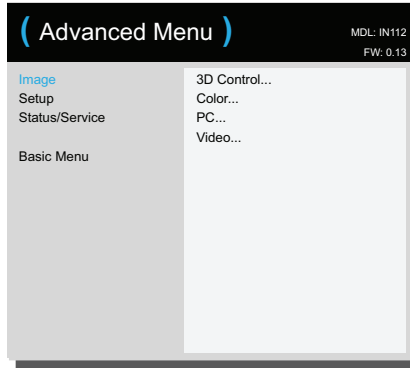 ( Advanced Menu )
MDL: IN112
FW: 0.13
Image
Setup
Status/Service
Basic Menu
3D Control...
Color...
PC...
Video...